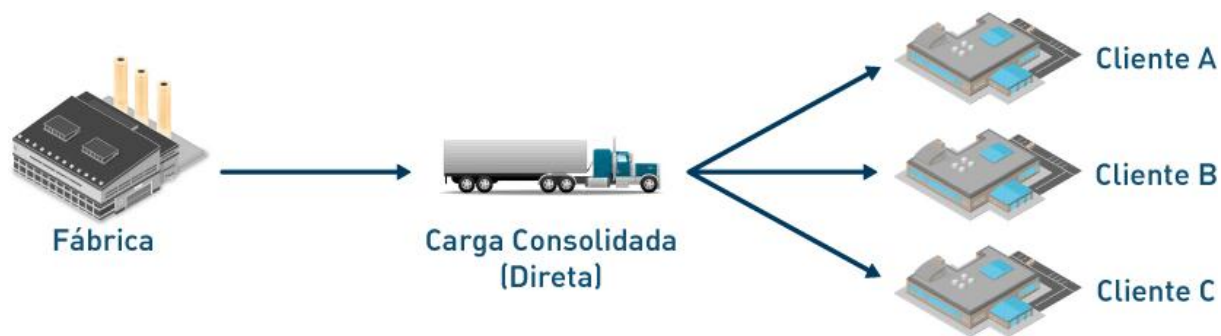 Fábrica
Carga Consolidada
(Direta)
Cliente A
Cliente B
Cliente C